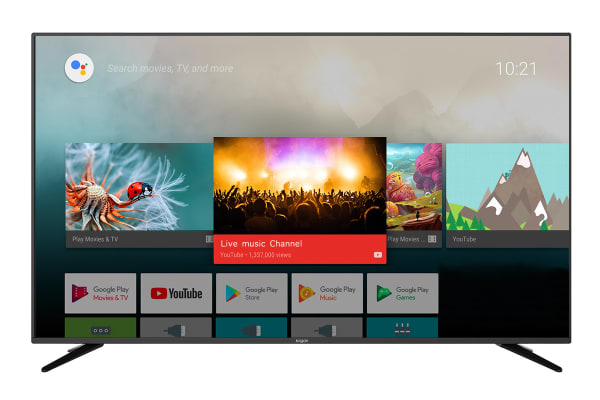 Search movies, TV, and more
10:21
Live music Channel
YouTube • 1,337,000 views
Play Movies & TV
Play Movies ...
YouTube
Google Play
Movies & TV
YouTube
Google Play
Store
Google Play
Music
Google Play
Games
kogan